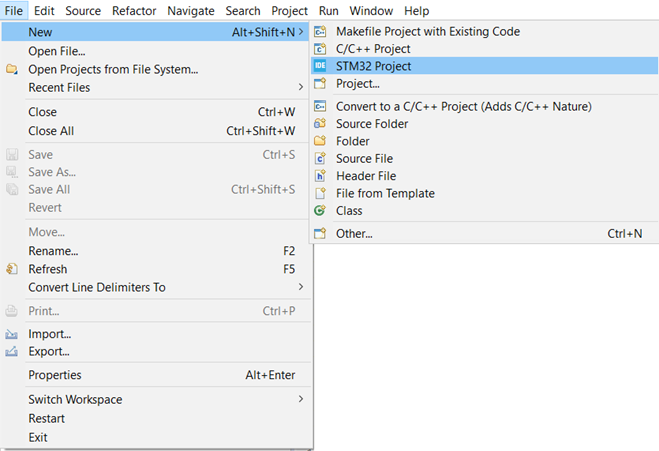 File Edit Source Refactor Navigate Search Project Run Window Help
New Alt+Shift+N >
Open File...
Open Projects from File System...
Recent Files >
Close Ctrl+W
Close All Ctrl+Shift+W
Save Ctrl+S
Save As...
Save All Ctrl+Shift+S
Revert
Move...
Rename... F2
Refresh F5
Convert Line Delimiters To >
Print... Ctrl+P
Import...
Export...
Properties Alt+Enter
Switch Workspace >
Restart
Exit
Makefile Project with Existing Code
C/C++ Project
IDE STM32 Project
Project...
Convert to a C/C++ Project (Adds C/C++ Nature)
Source Folder
Folder
Source File
Header File
File from Template
Class
Other... Ctrl+N